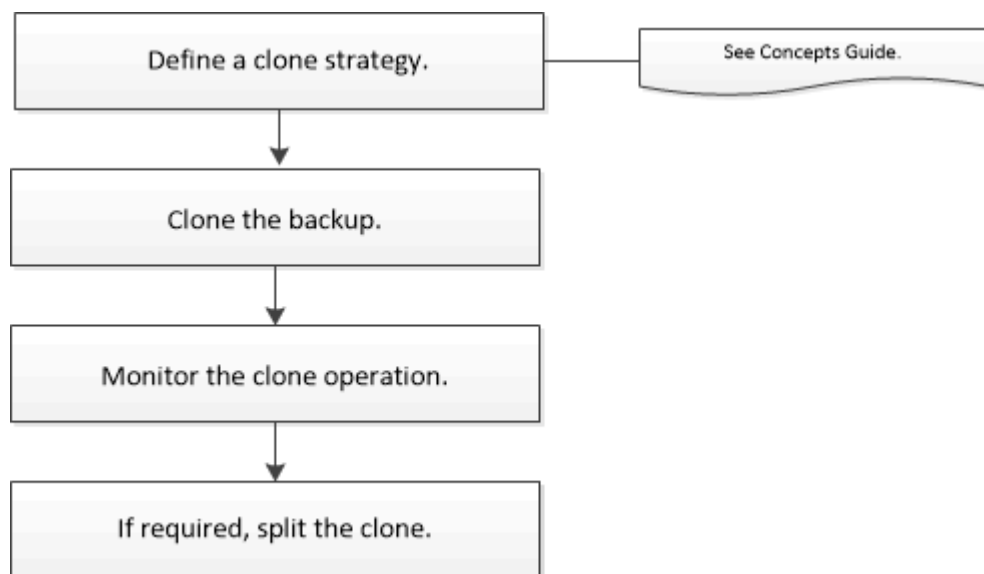 Define a clone strategy.
See Concepts Guide.
Clone the backup.
Monitor the clone operation.
If required, split the clone.